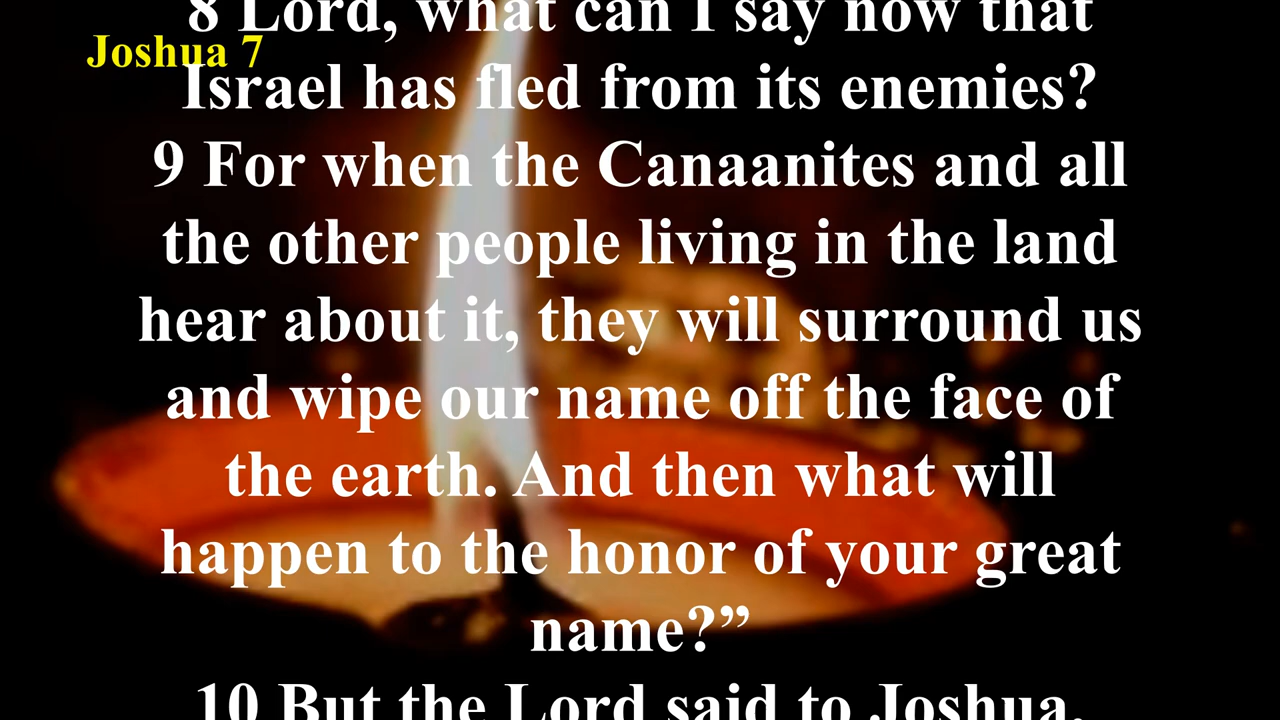 8 Lord, what can I say now that
Joshua 7
Israel has fled from its enemies?
9 For when the Canaanites and all
the other people living in the land
hear about it, they will surround us
and wipe our name off the face of
the earth. And then what will
happen to the honor of your great
name?”
10 But the Lord said to Joshua,